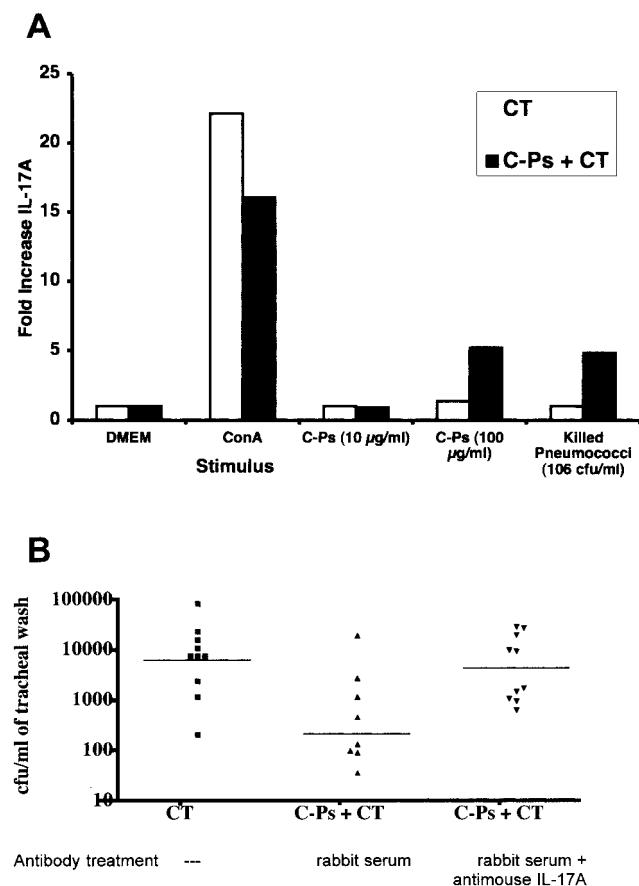 A
25
20
15
10
5
0
Fold Increase IL-17A
CT
C-Ps + CT
DMEM
ConA
C-Ps (10 µg/ml)
C-Ps (100
µg/ml)
Killed
Pneumococci
(106 cfu/ml)
Stimulus
B
100000
10000
1000
100
10
cfu/ml of tracheal wash
CT C-Ps + CT C-Ps + CT
Antibody treatment --- rabbit serum rabbit serum +
antimouse IL-17A